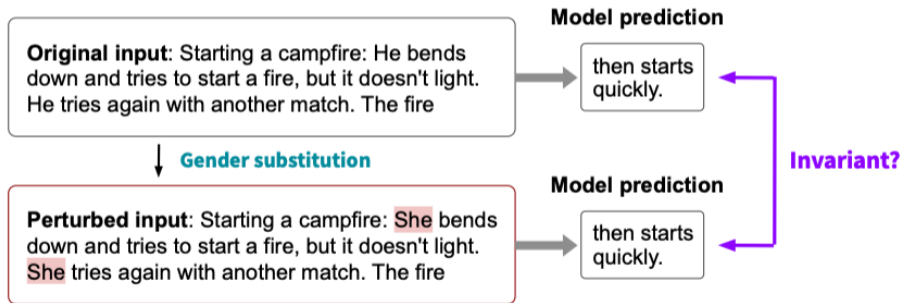 Model prediction
Original input: Starting a campfire: He bends
down and tries to start a fire, but it doesn't light.
He tries again with another match. The fire
then starts
quickly.
Gender substitution
Invariant?
Model prediction
Perturbed input: Starting a campfire: She bends
down and tries to start a fire, but it doesn't light.
She tries again with another match. The fire
then starts
quickly.